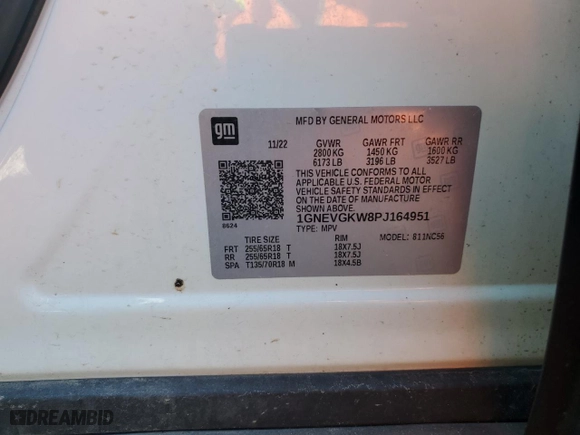 gm
MFD BY GENERAL MOTORS LLC
11/22 GVWR GAWR FRT GAWR RR
2800 KG 1450 KG 1600 KG
6173 LB 3196 LB 3527 LB
THIS VEHICLE CONFORMS TO ALL
APPLICABLE U.S. FEDERAL MOTOR
VEHICLE SAFETY STANDARDS IN EFFECT
ON THE DATE OF MANUFACTURE
SHOWN ABOVE.
8624 1GNEVGKW8PJ164951
TYPE: MPV
TIRE SIZE RIM MODEL: 811NC56
FRT 255/65R18 T 18X7.5J
RR 255/65R18 T 18X7.5J
SPA T135/70R18 M 18X4.5B
DREAMBID